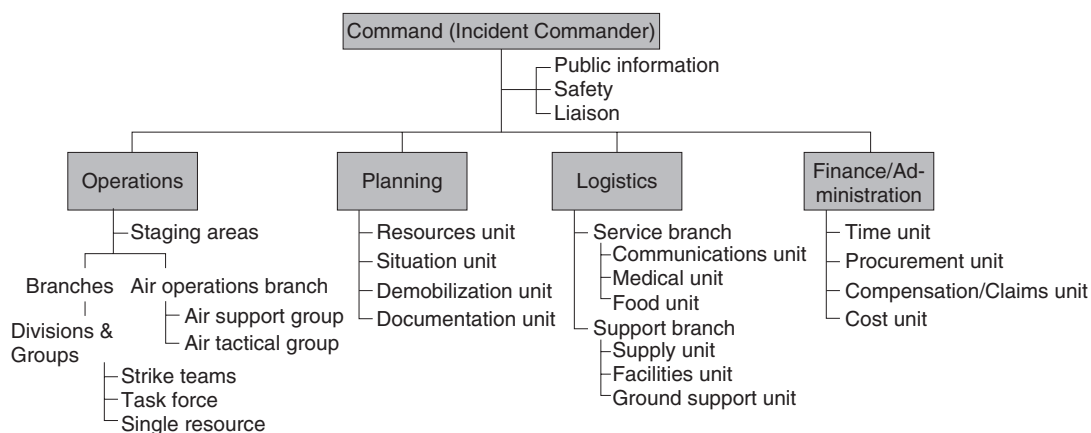 Command (Incident Commander)
Public information
Safety
Liaison
Operations
Staging areas
Branches
Air operations branch
Air support group
Air tactical group
Divisions &
Groups
Strike teams
Task force
Single resource
Planning
Resources unit
Situation unit
Demobilization unit
Documentation unit
Logistics
Service branch
Communications unit
Medical unit
Food unit
Support branch
Supply unit
Facilities unit
Ground support unit
Finance/Ad-
ministration
Time unit
Procurement unit
Compensation/Claims unit
Cost unit